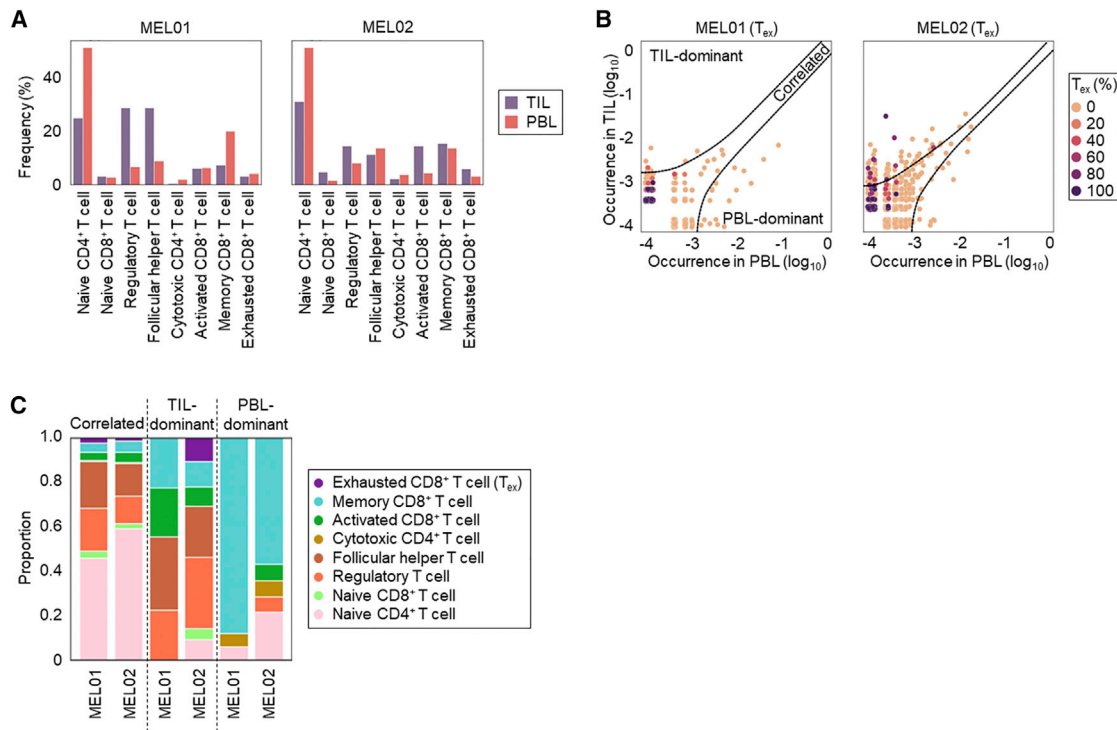 A
MEL01
MEL02
Frequency (%)
40
20
0
TIL
PBL
Naive CD4⁺ T cell
Naive CD8⁺ T cell
Regulatory T cell
Follicular helper T cell
Cytotoxic CD4⁺ T cell
Activated CD8⁺ T cell
Memory CD8⁺ T cell
Exhausted CD8⁺ T cell
Naive CD4⁺ T cell
Naive CD8⁺ T cell
Regulatory T cell
Follicular helper T cell
Cytotoxic CD4⁺ T cell
Activated CD8⁺ T cell
Memory CD8⁺ T cell
Exhausted CD8⁺ T cell
B
MEL01 (Tₑₓ)
MEL02 (Tₑₓ)
Occurrence in TIL (log₁₀)
0
-1
-2
-3
-4
TIL-dominant
Correlated
PBL-dominant
-4 -3 -2 -1 0
-4 -3 -2 -1 0
Occurrence in PBL (log₁₀)
Occurrence in PBL (log₁₀)
Tₑₓ (%)
0
20
40
60
80
100
C
Correlated
TIL-
dominant
PBL-
dominant
Proportion
1.0
0.8
0.6
0.4
0.2
0
MEL01
MEL02
MEL01
MEL02
MEL01
MEL02
Exhausted CD8⁺ T cell (Tₑₓ)
Memory CD8⁺ T cell
Activated CD8⁺ T cell
Cytotoxic CD4⁺ T cell
Follicular helper T cell
Regulatory T cell
Naive CD8⁺ T cell
Naive CD4⁺ T cell